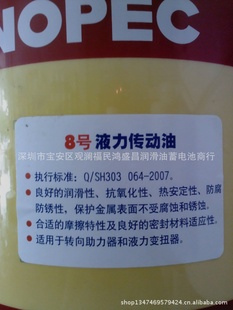 NOPEC
8号 液力传动油
深圳市宝安区观澜福民鸿盛昌润滑油蓄电池商行
● 执行标准：Q/SH303 064-2007。
● 良好的润滑性、抗氧化性、热安定性、防腐
防锈性，保护金属表面不受腐蚀和锈蚀。
● 合适的摩擦特性及良好的密封材料适应性。
● 适用于转向助力器和液力变扭器。
shop1347469579424.cn.alibaba.com